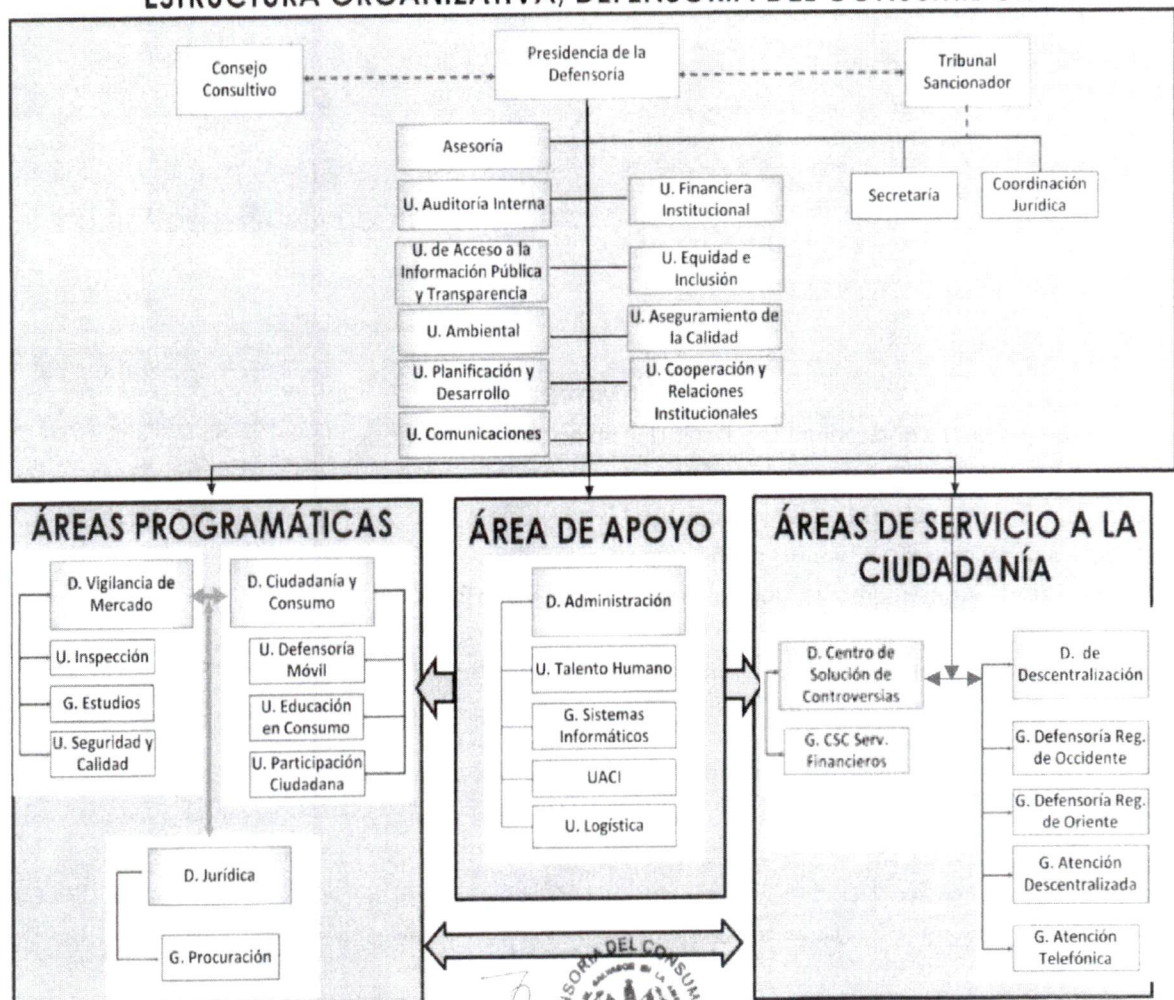 Consejo
Consultivo
Presidencia de la
Defensoría
Tribunal
Sancionador
Asesoría
Secretaría
Coordinación
Jurídica
U. Auditoría Interna
U. Financiera
Institucional
U. de Acceso a la
Información Pública
y Transparencia
U. Equidad e
Inclusión
U. Ambiental
U. Aseguramiento de
la Calidad
U. Planificación y
Desarrollo
U. Cooperación y
Relaciones
Institucionales
U. Comunicaciones
ÁREAS PROGRAMÁTICAS
D. Vigilancia de
Mercado
U. Inspección
G. Estudios
U. Seguridad y
Calidad
D. Ciudadanía y
Consumo
U. Defensoría
Móvil
U. Educación
en Consumo
U. Participación
Ciudadana
D. Jurídica
G. Procuración
ÁREA DE APOYO
D. Administración
U. Talento Humano
G. Sistemas
Informáticos
UACI
U. Logística
ÁREAS DE SERVICIO A LA
CIUDADANÍA
D. Centro de
Solución de
Controversias
G. CSC Serv.
Financieros
D. de
Descentralización
G. Defensoría Reg.
de Occidente
G. Defensoría Reg.
de Oriente
G. Atención
Descentralizada
G. Atención
Telefónica
DEL